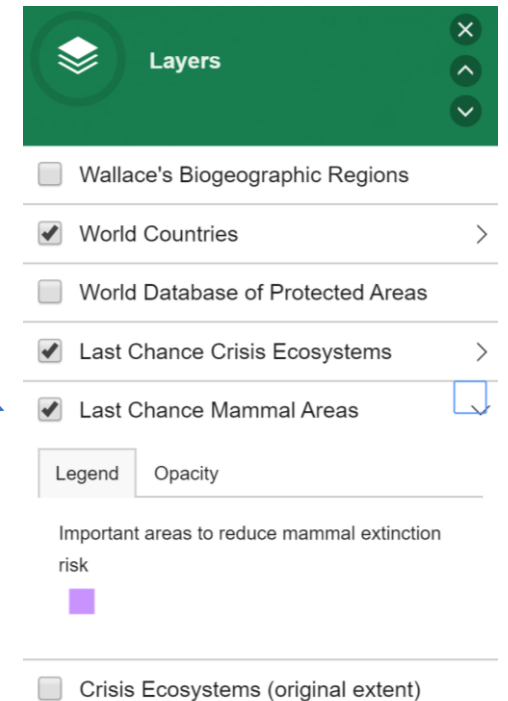 Layers
Wallace's Biogeographic Regions
World Countries
World Database of Protected Areas
Last Chance Crisis Ecosystems
Last Chance Mammal Areas
Legend Opacity
Important areas to reduce mammal extinction
risk
Crisis Ecosystems (original extent)